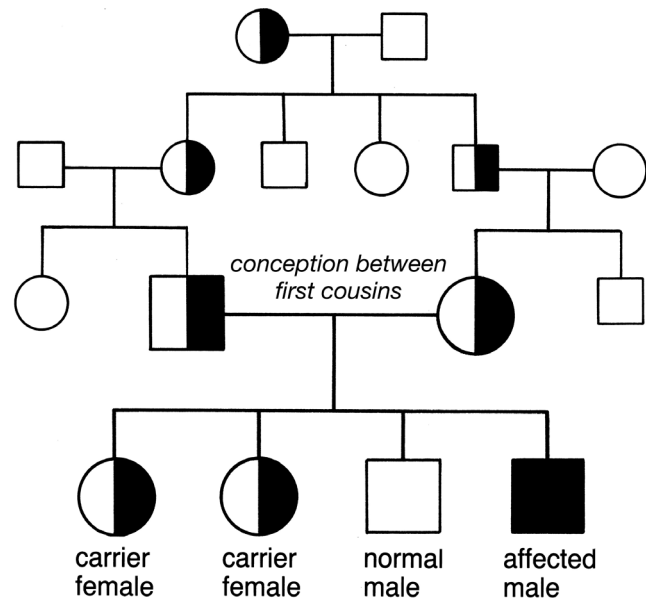 conception between
first cousins
carrier
female
carrier
female
normal
male
affected
male